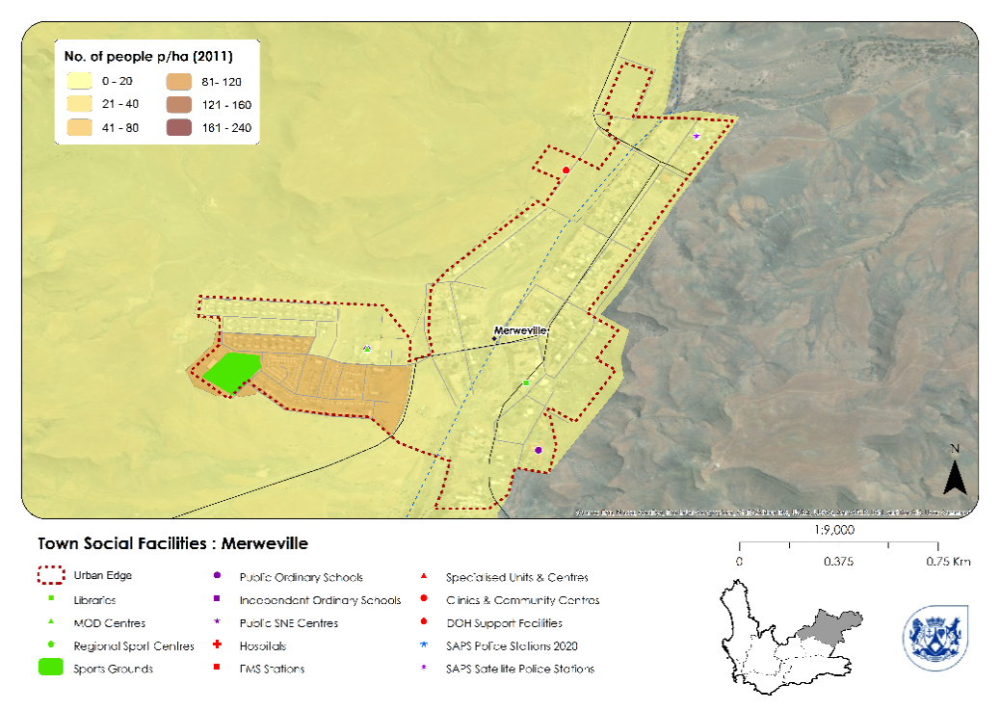 No. of people p/ha (2011)
0 - 20
81- 120
21 - 40
121 - 160
41 - 80
161 - 240
Merweville
N
Town Social Facilities : Merweville
1:9,000
0
0.375
0.75 Km
Urban Edge
Libraries
MOD Centres
Regional Sport Centres
Sports Grounds
Public Ordinary Schools
Independent Ordinary Schools
Public SNE Centres
Hospitals
EMS Stations
Specialised Units & Centres
Clinics & Community Centres
DOH Support Facilities
SAPS Police Stations 2020
SAPS Satellite Police Stations